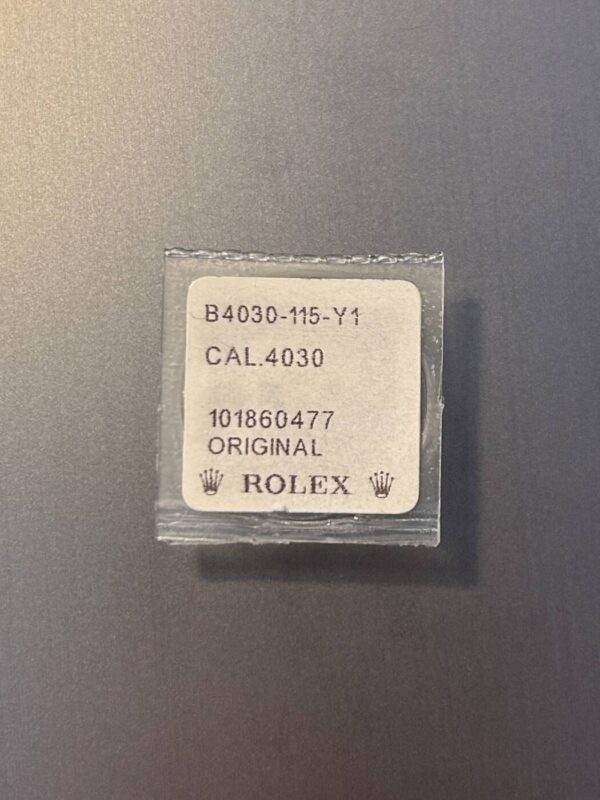 B4030-115-Y1
CAL.4030
101860477
ORIGINAL
ROLEX